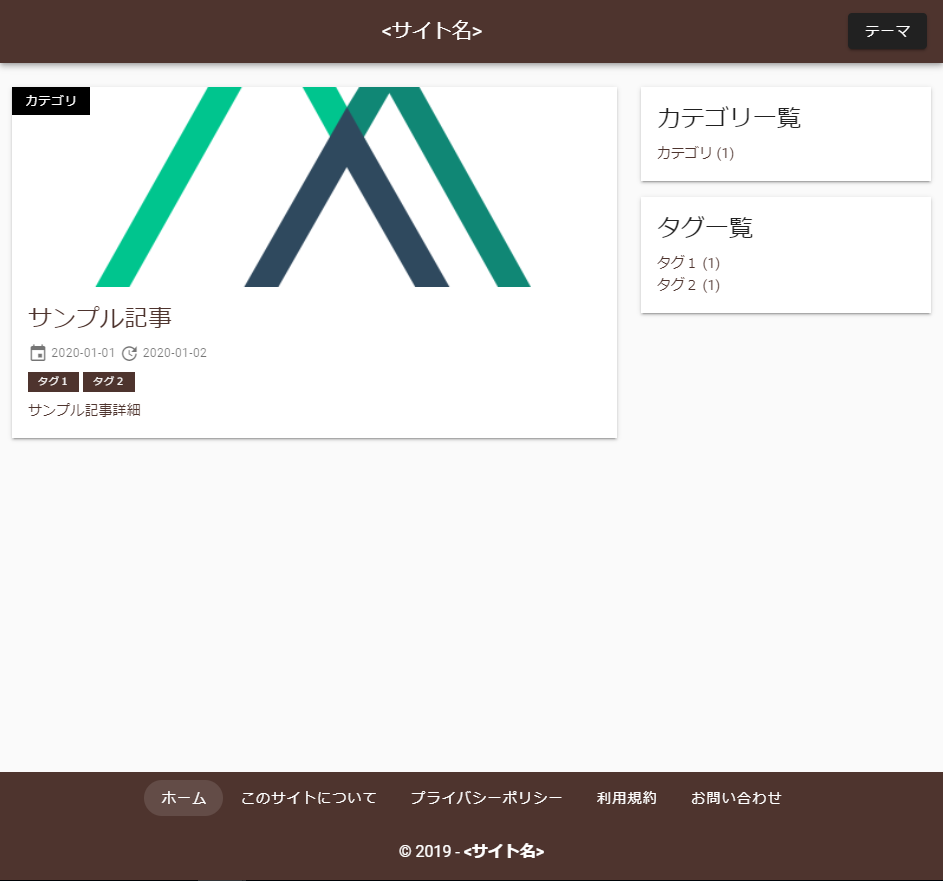 <サイト名>
テーマ
カテゴリ
サンプル記事
2020-01-01 2020-01-02
タグ1 タグ2
サンプル記事詳細
カテゴリ一覧
カテゴリ (1)
タグ一覧
タグ1 (1)
タグ2 (1)
ホーム このサイトについて プライバシーポリシー 利用規約 お問い合わせ
© 2019 - <サイト名>